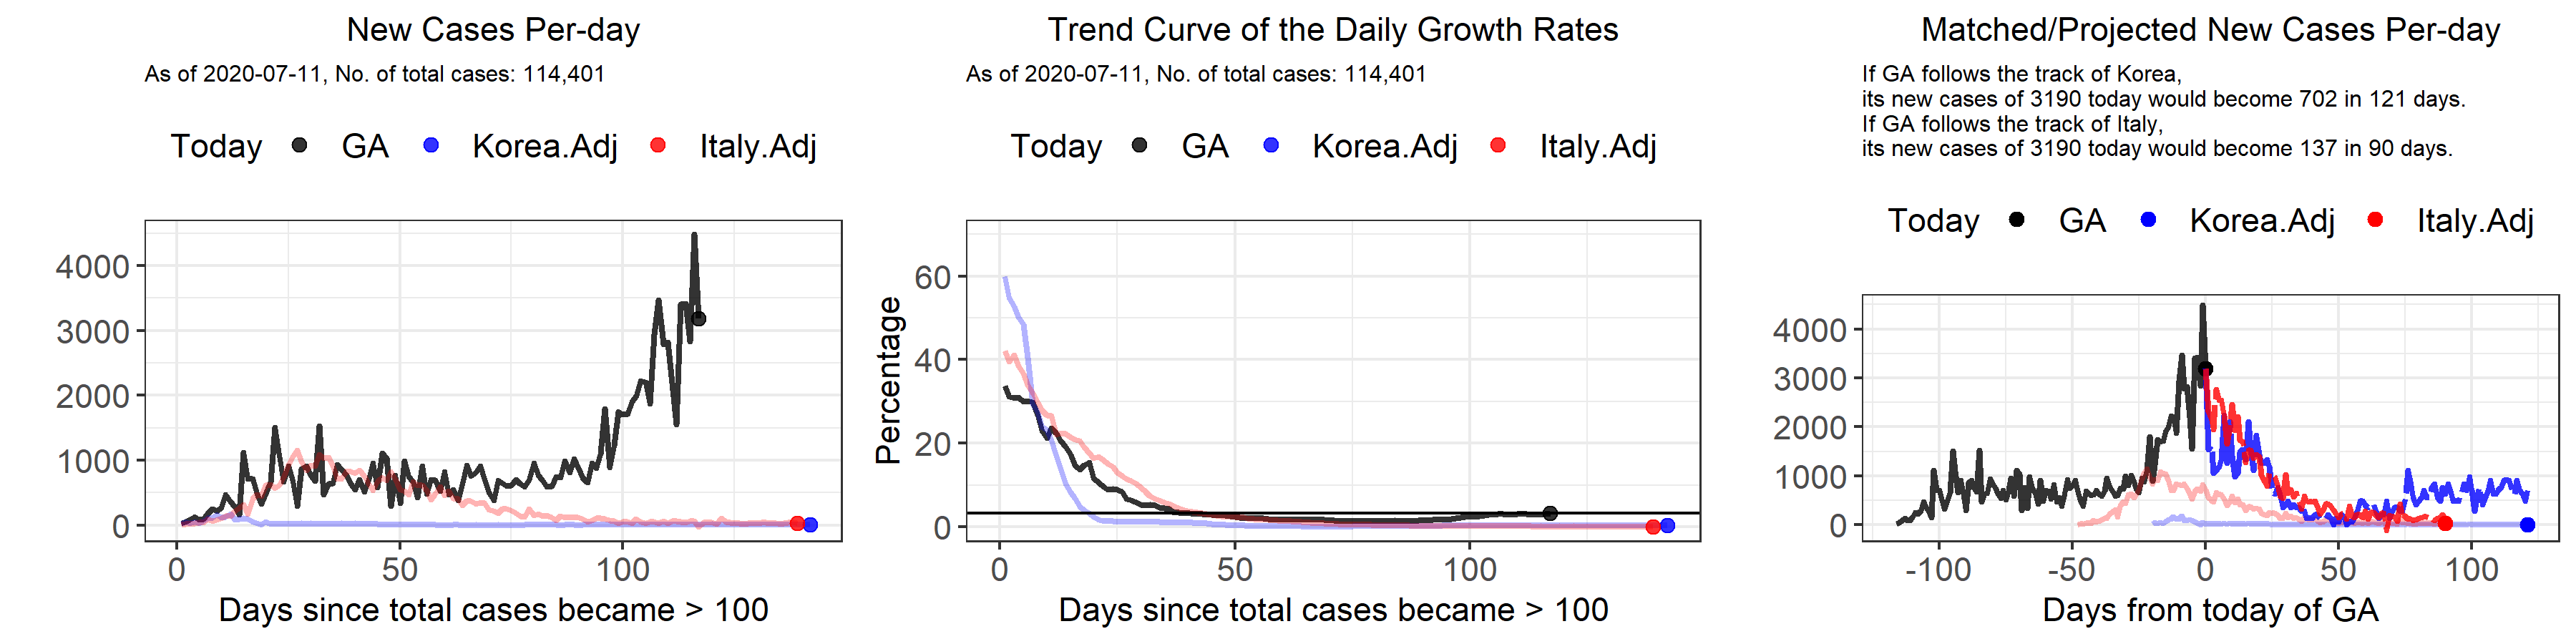 New Cases Per-day
As of 2020-07-11, No. of total cases: 114,401
Today GA Korea.Adj Italy.Adj
4000
3000
2000
1000
0
0 50 100
Days since total cases became > 100
Trend Curve of the Daily Growth Rates
As of 2020-07-11, No. of total cases: 114,401
Today GA Korea.Adj Italy.Adj
Percentage
60
40
20
0
0 50 100
Days since total cases became > 100
Matched/Projected New Cases Per-day
If GA follows the track of Korea,
its new cases of 3190 today would become 702 in 121 days.
If GA follows the track of Italy,
its new cases of 3190 today would become 137 in 90 days.
Today GA Korea.Adj Italy.Adj
4000
3000
2000
1000
0
-100 -50 0 50 100
Days from today of GA